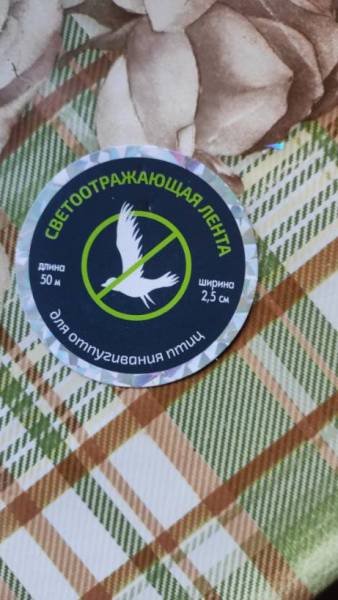 СВЕТООТРАЖАЮЩАЯ ЛЕНТА
длина
50 м
ширина
2,5 см
для отпугивания птиц